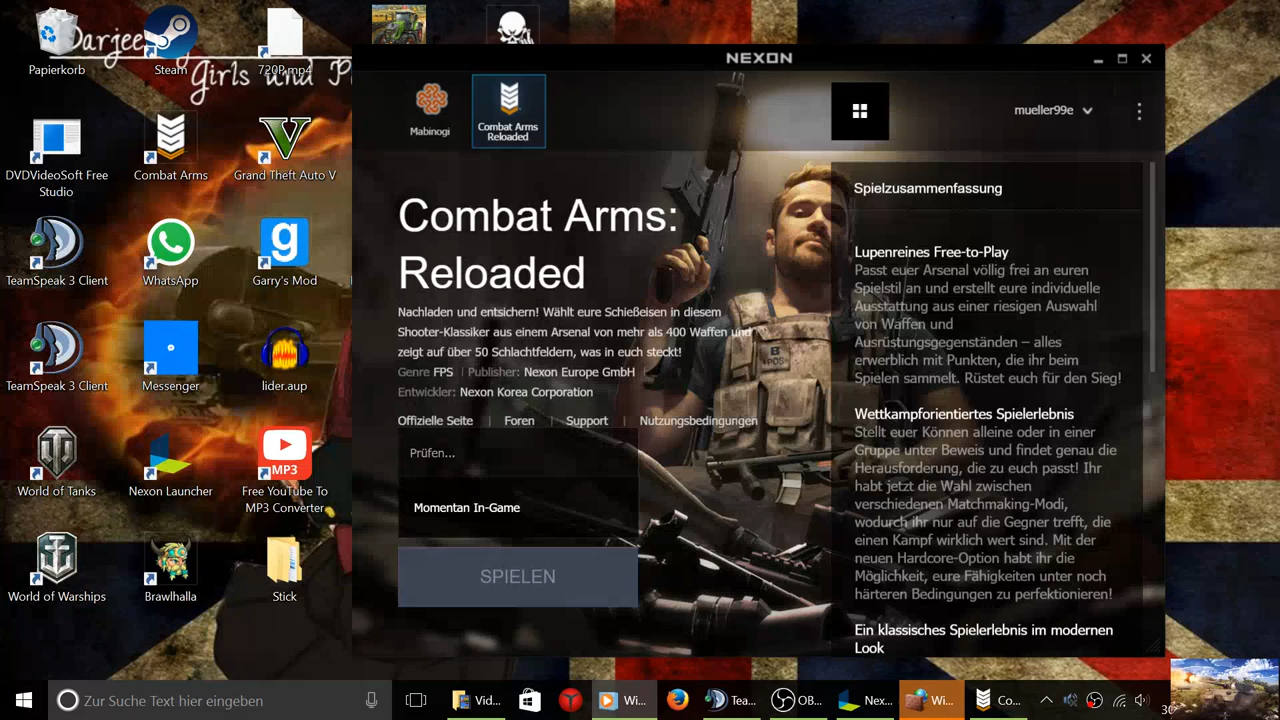 Darjee
Girls und P
Papierkorb
Steam
720P.mp4
DVDVideoSoft Free
Studio
Combat Arms
Grand Theft Auto V
TeamSpeak 3 Client
WhatsApp
Garry's Mod
TeamSpeak 3 Client
Messenger
lider.aup
World of Tanks
Nexon Launcher
MP3
Free YouTube To
MP3 Converter
World of Warships
Brawlhalla
Stick
NEXON
Mabinogi
Combat Arms
Reloaded
mueller99e
Combat Arms:
Reloaded
Nachladen und entsichern! Wählt eure Schießeisen in diesem
Shooter-Klassiker aus einem Arsenal von mehr als 400 Waffen und
zeigt auf über 50 Schlachtfeldern, was in euch steckt!
Genre FPS | Publisher: Nexon Europe GmbH
Entwickler: Nexon Korea Corporation
Offizielle Seite | Foren | Support | Nutzungsbedingungen
Prüfen...
Momentan In-Game
SPIELEN
Spielzusammenfassung
Lupenreines Free-to-Play
Passt euer Arsenal völlig frei an euren
Spielstil an und erstellt eure individuelle
Ausstattung aus einer riesigen Auswahl
von Waffen und
Ausrüstungsgegenständen – alles
erwerblich mit Punkten, die ihr beim
Spielen sammelt. Rüstet euch für den Sieg!
Wettkampforientiertes Spielerlebnis
Stellt euer Können alleine oder in einer
Gruppe unter Beweis und findet genau die
Herausforderung, die zu euch passt! Ihr
habt jetzt die Wahl zwischen
verschiedenen Matchmaking-Modi,
wodurch ihr nur auf die Gegner trefft, die
einen Kampf wirklich wert sind. Mit der
neuen Hardcore-Option habt ihr die
Möglichkeit, eure Fähigkeiten unter noch
härteren Bedingungen zu perfektionieren!
Ein klassisches Spielerlebnis im modernen
Look
B
POS
Zur Suche Text hier eingeben
Vid...
Wi...
Tea...
OB...
Nex...
Wi...
Co...
30